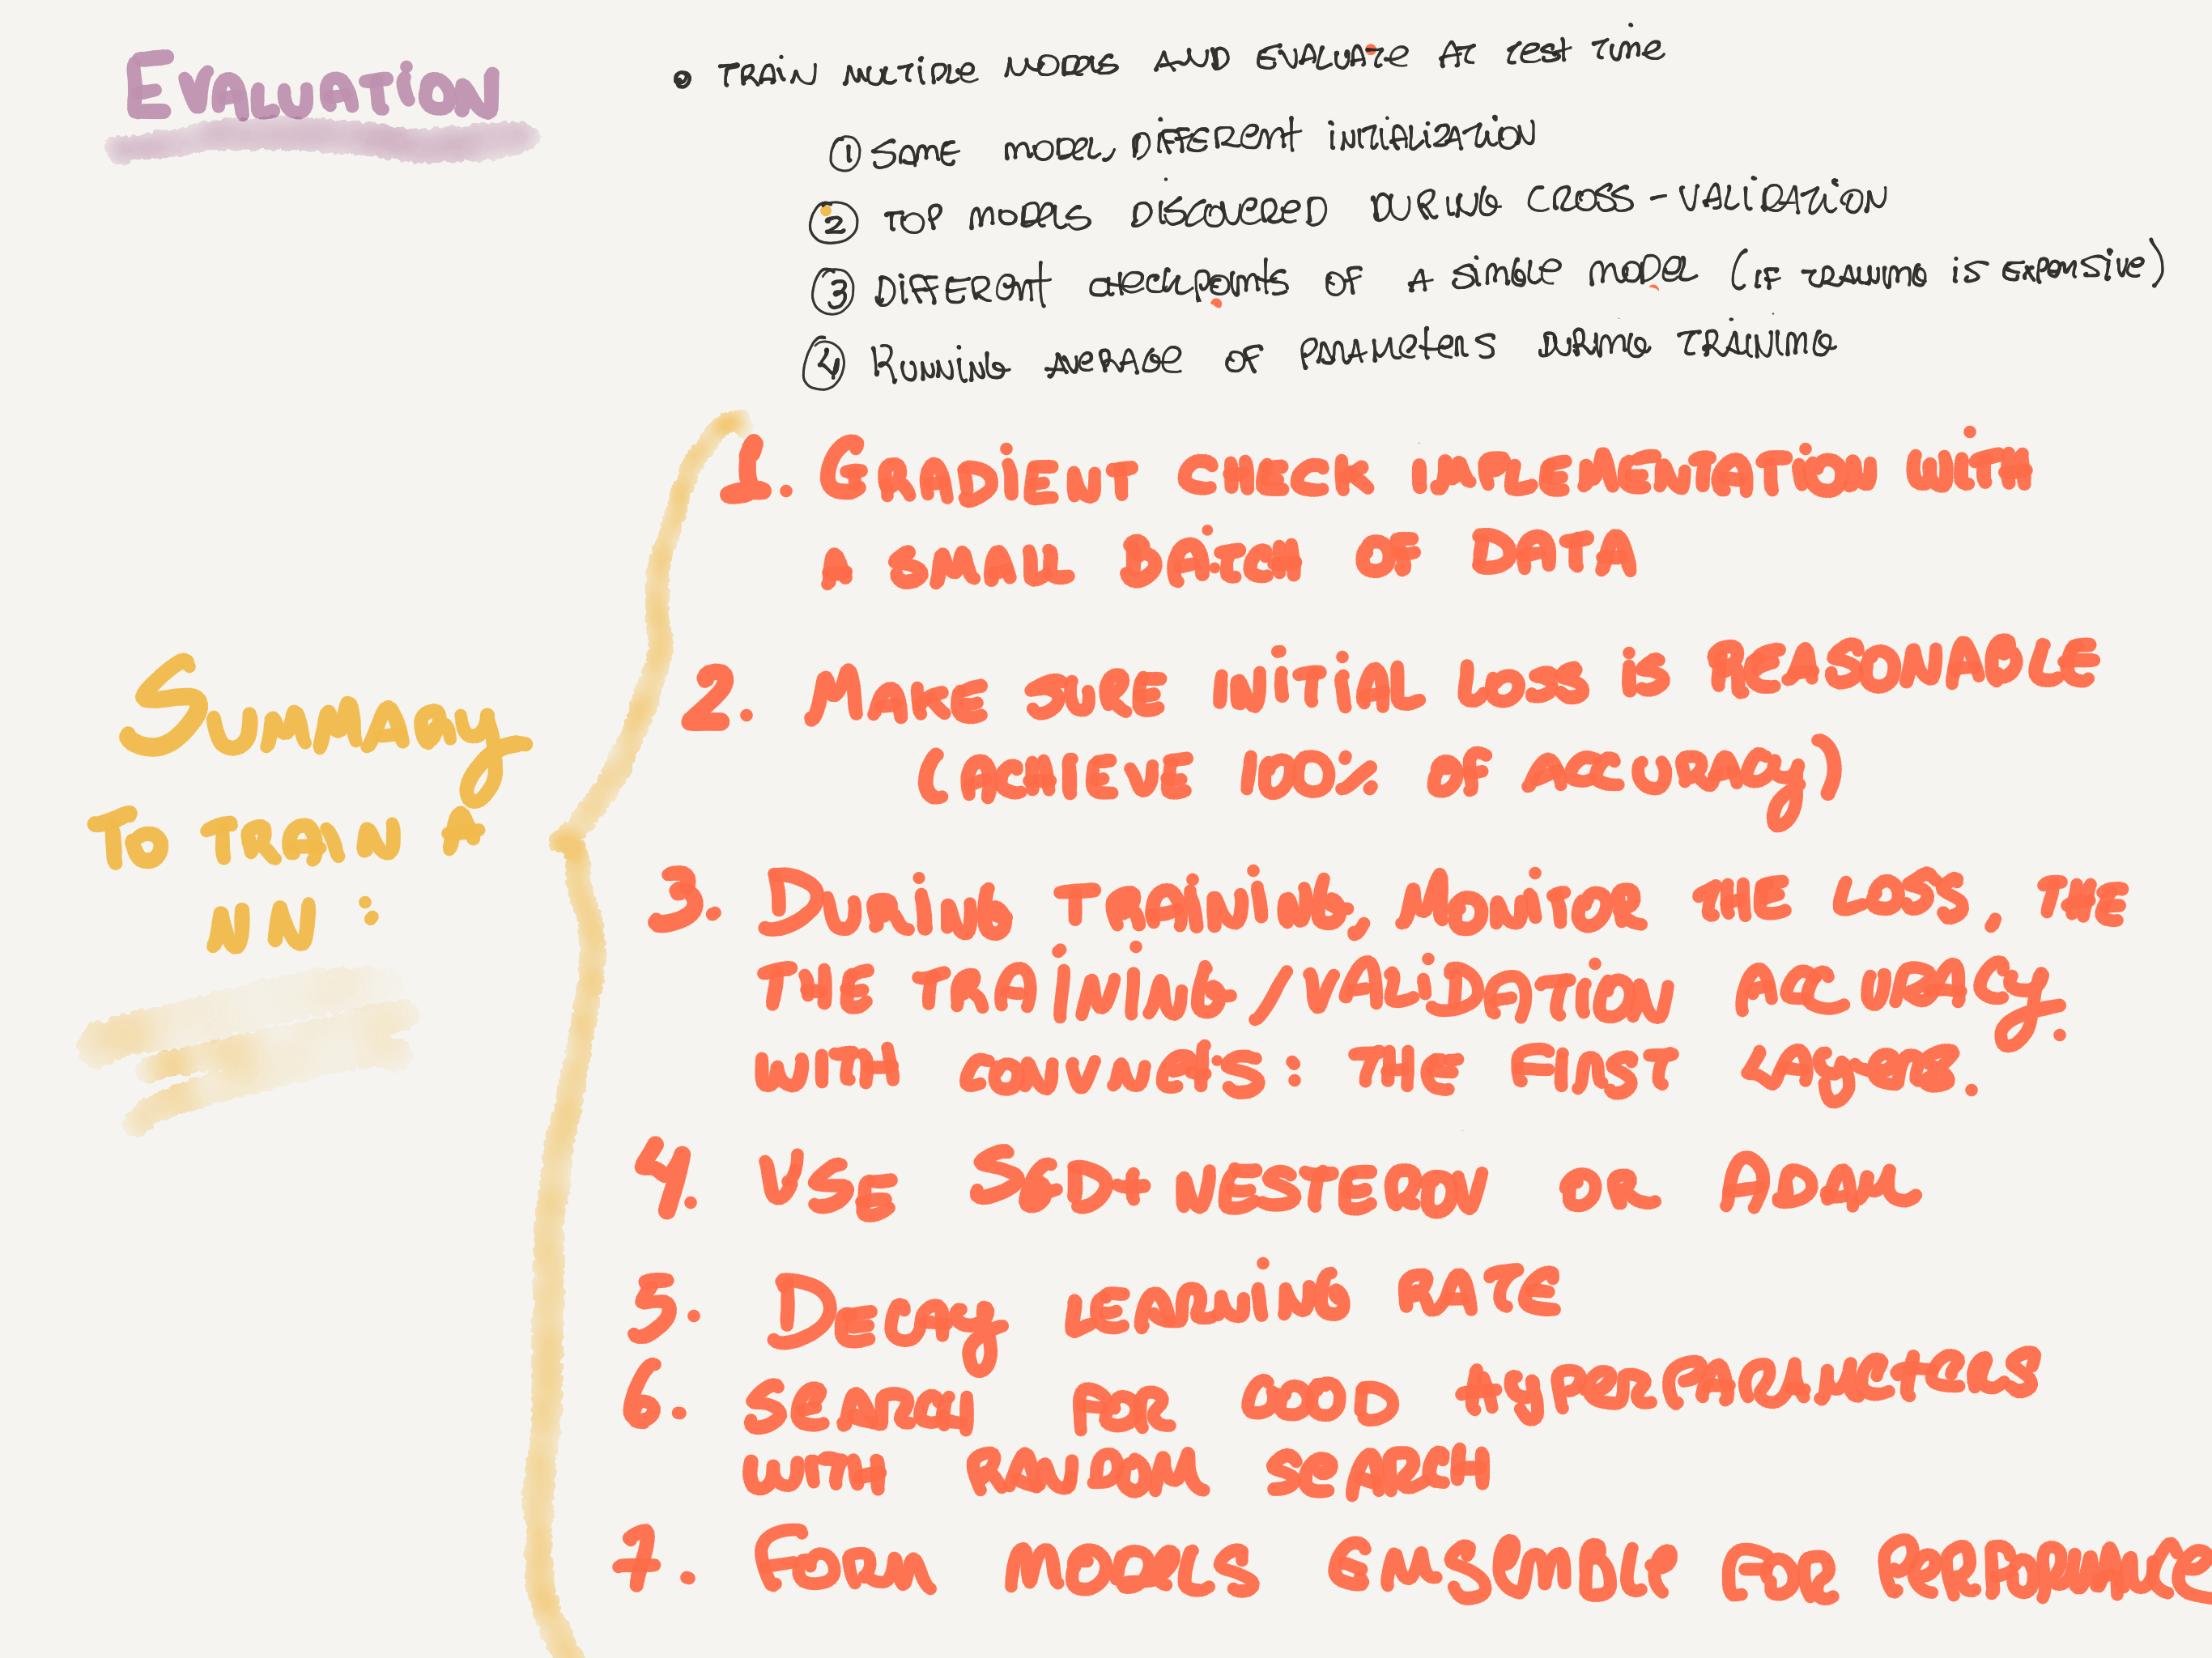 EVALUATION
• TRAIN MULTIPLE MODELS AND EVALUATE AT TEST TIME
① SAME MODEL, DIFFERENT INITIALIZATION
② TOP MODELS DISCOVERED DURING CROSS-VALIDATION
③ DIFFERENT CHECKPOINTS OF A SINGLE MODEL (IF TRAINING IS EXPENSIVE)
④ RUNNING AVERAGE OF PARAMETERS DURING TRAINING
SUMMARY
TO TRAIN A
NN :
1. GRADIENT CHECK IMPLEMENTATION WITH
A SMALL BATCH OF DATA
2. MAKE SURE INITIAL LOSS IS REASONABLE
(ACHIEVE 100% OF ACCURACY)
3. DURING TRAINING, MONITOR THE LOSS, THE
THE TRAINING/VALIDATION ACCURACY.
WITH CONVNETS: THE FIRST LAYERS.
4. USE SGD+NESTEROV OR ADAM
5. DECAY LEARNING RATE
6. SEARCH FOR GOOD HYPERPARAMETERS
WITH RANDOM SEARCH
7. FORM MODELS ENSEMBLE FOR PERFORMANCE